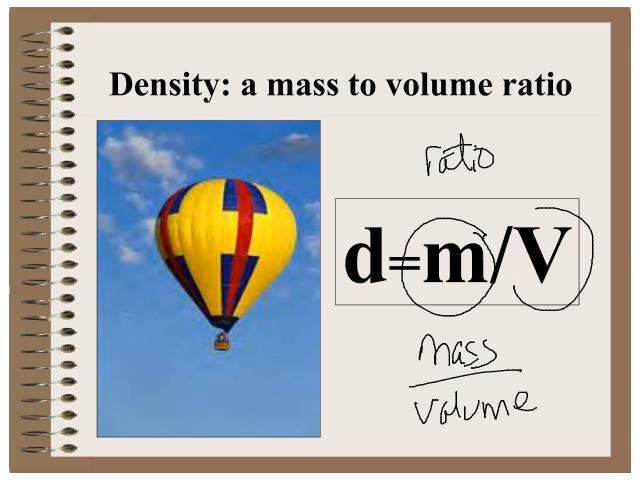 Density: a mass to volume ratio
ratio
d=m/V
mass
volume